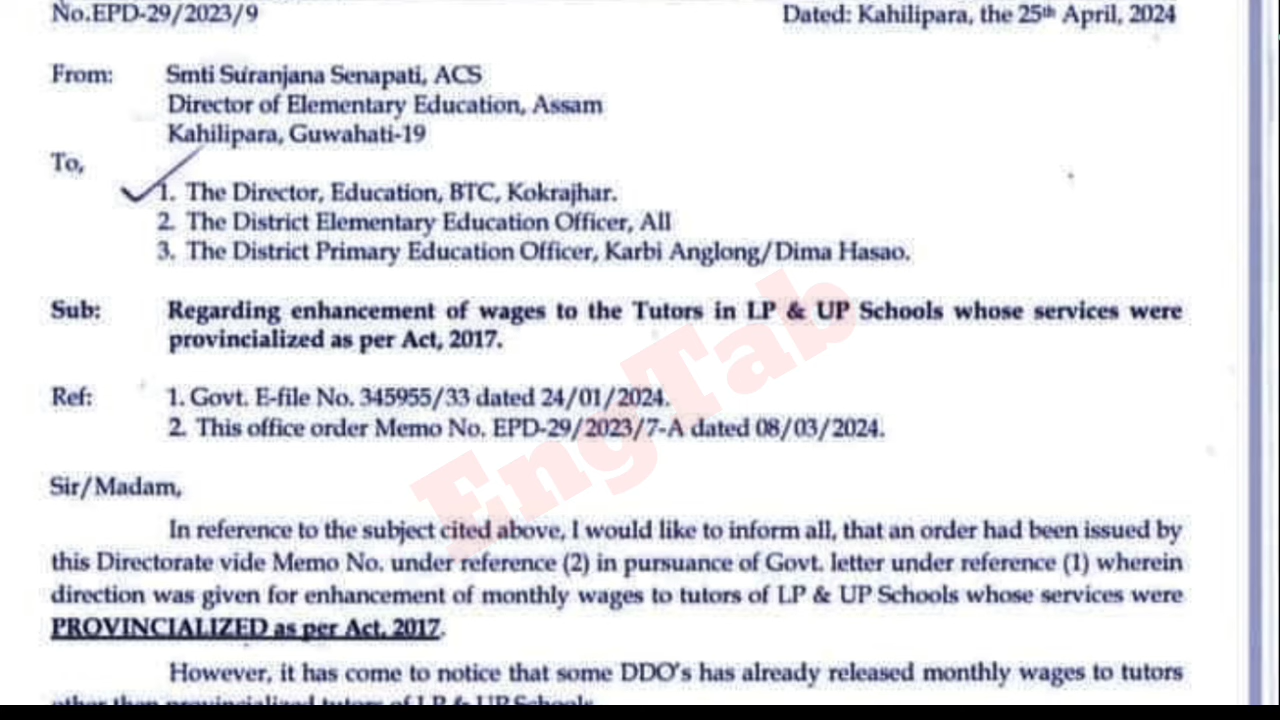 No.EPD-29/2023/9 Dated: Kahilipara, the 25th April, 2024
From: Smti Suranjana Senapati, ACS
Director of Elementary Education, Assam
Kahilipara, Guwahati-19
To,
1. The Director, Education, BTC, Kokrajhar.
2. The District Elementary Education Officer, All
3. The District Primary Education Officer, Karbi Anglong/Dima Hasao.
Sub: Regarding enhancement of wages to the Tutors in LP & UP Schools whose services were
provincialized as per Act, 2017.
Ref: 1. Govt. E-file No. 345955/33 dated 24/01/2024.
2. This office order Memo No. EPD-29/2023/7-A dated 08/03/2024.
EngTab
Sir/Madam,
In reference to the subject cited above, I would like to inform all, that an order had been issued by
this Directorate vide Memo No. under reference (2) in pursuance of Govt. letter under reference (1) wherein
direction was given for enhancement of monthly wages to tutors of LP & UP Schools whose services were
PROVINCIALIZED as per Act, 2017.
However, it has come to notice that some DDO's has already released monthly wages to tutors
other than provincialized tutors of LP & UP Schools.